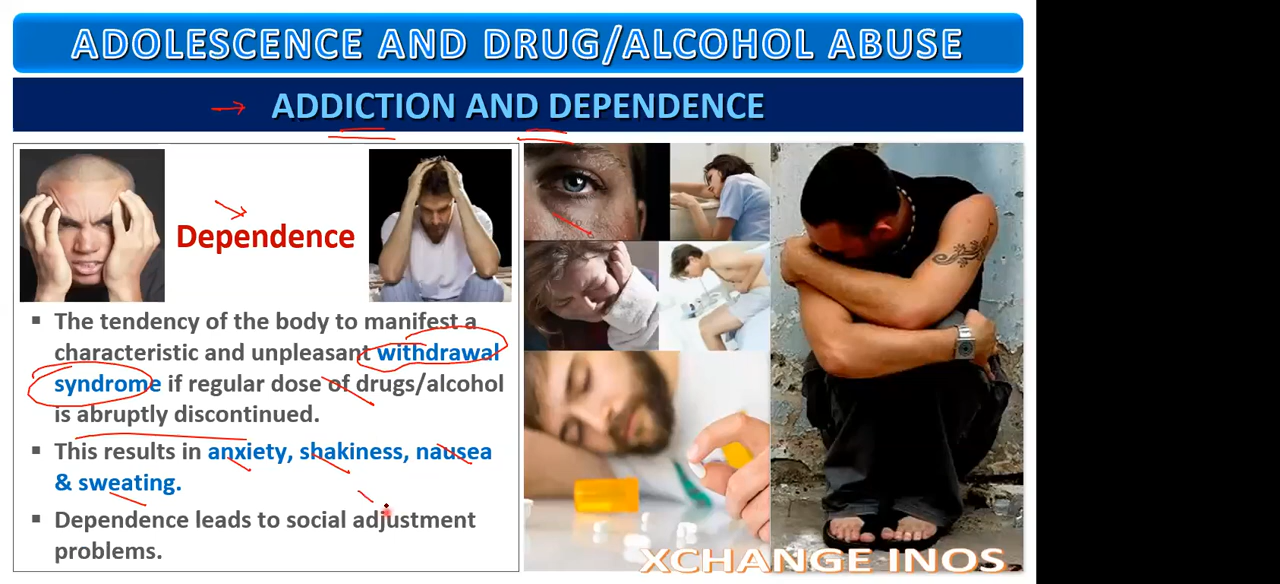 ADOLESCENCE AND DRUG/ALCOHOL ABUSE
ADDICTION AND DEPENDENCE
Dependence
▪ The tendency of the body to manifest a
characteristic and unpleasant withdrawal
syndrome if regular dose of drugs/alcohol
is abruptly discontinued.
▪ This results in anxiety, shakiness, nausea
& sweating.
▪ Dependence leads to social adjustment
problems.
XCHANGE INOS